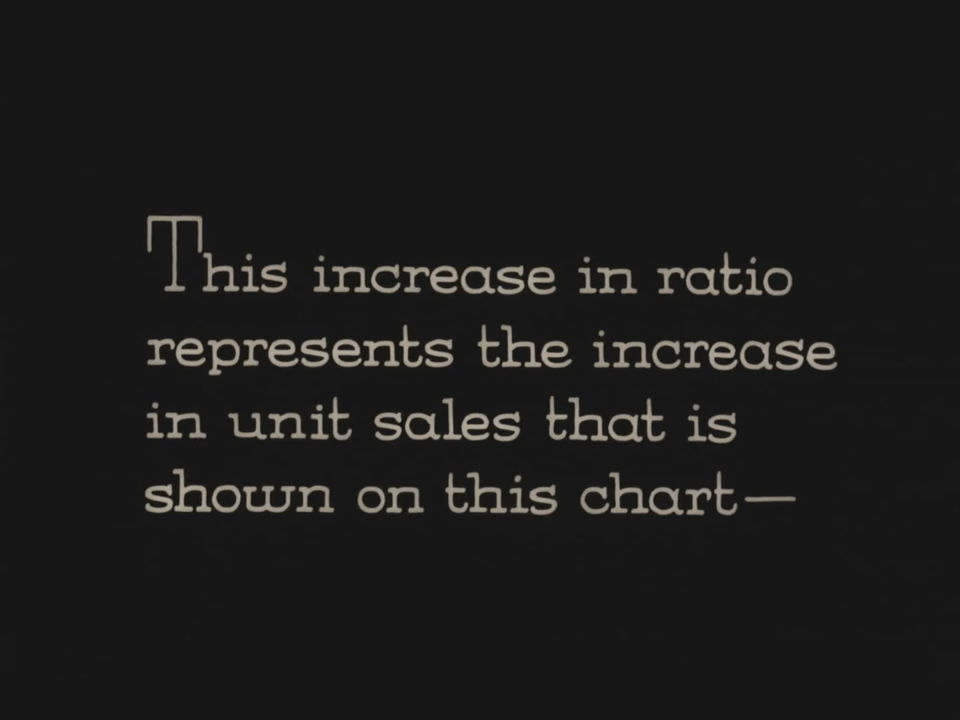 This increase in ratio
represents the increase
in unit sales that is
shown on this chart—